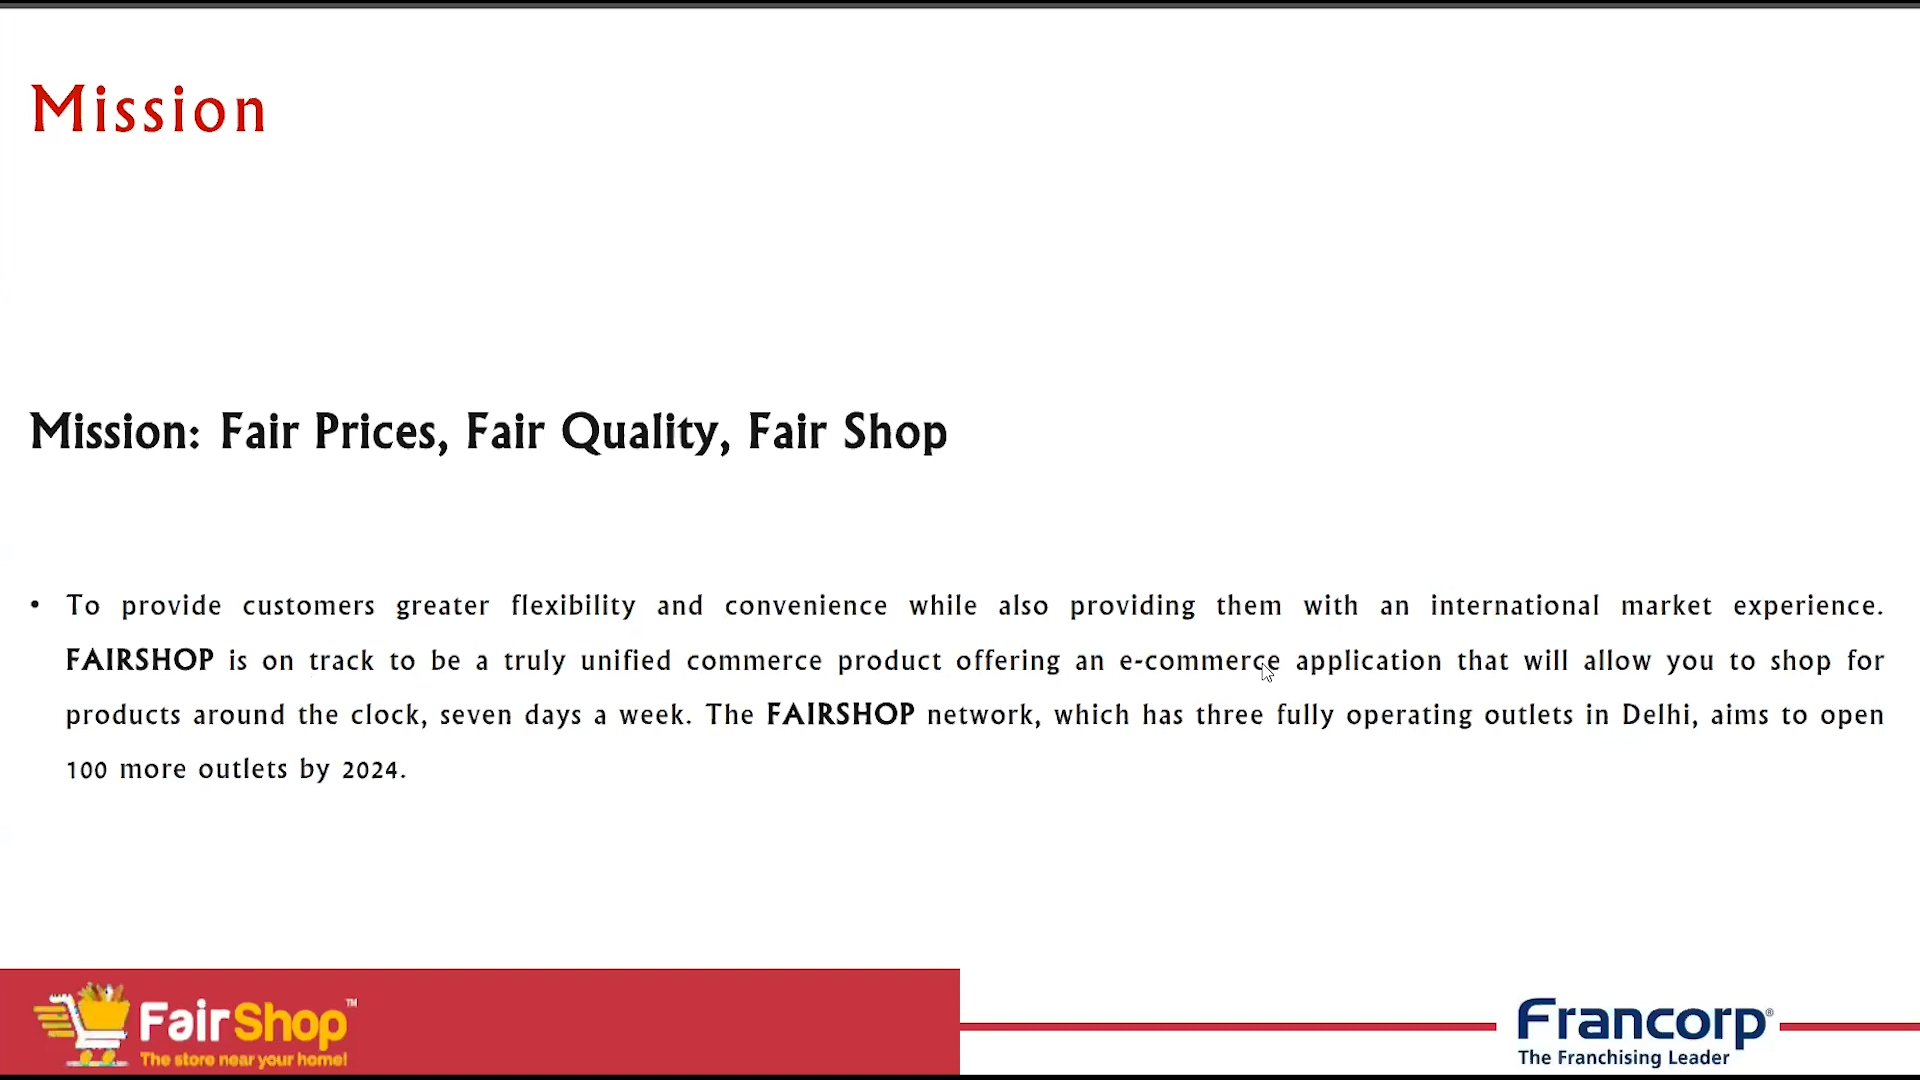 Mission
Mission: Fair Prices, Fair Quality, Fair Shop
• To provide customers greater flexibility and convenience while also providing them with an international market experience.
FAIRSHOP is on track to be a truly unified commerce product offering an e-commerce application that will allow you to shop for
products around the clock, seven days a week. The FAIRSHOP network, which has three fully operating outlets in Delhi, aims to open
100 more outlets by 2024.
FairShop™
The store near your home!
Francorp®
The Franchising Leader